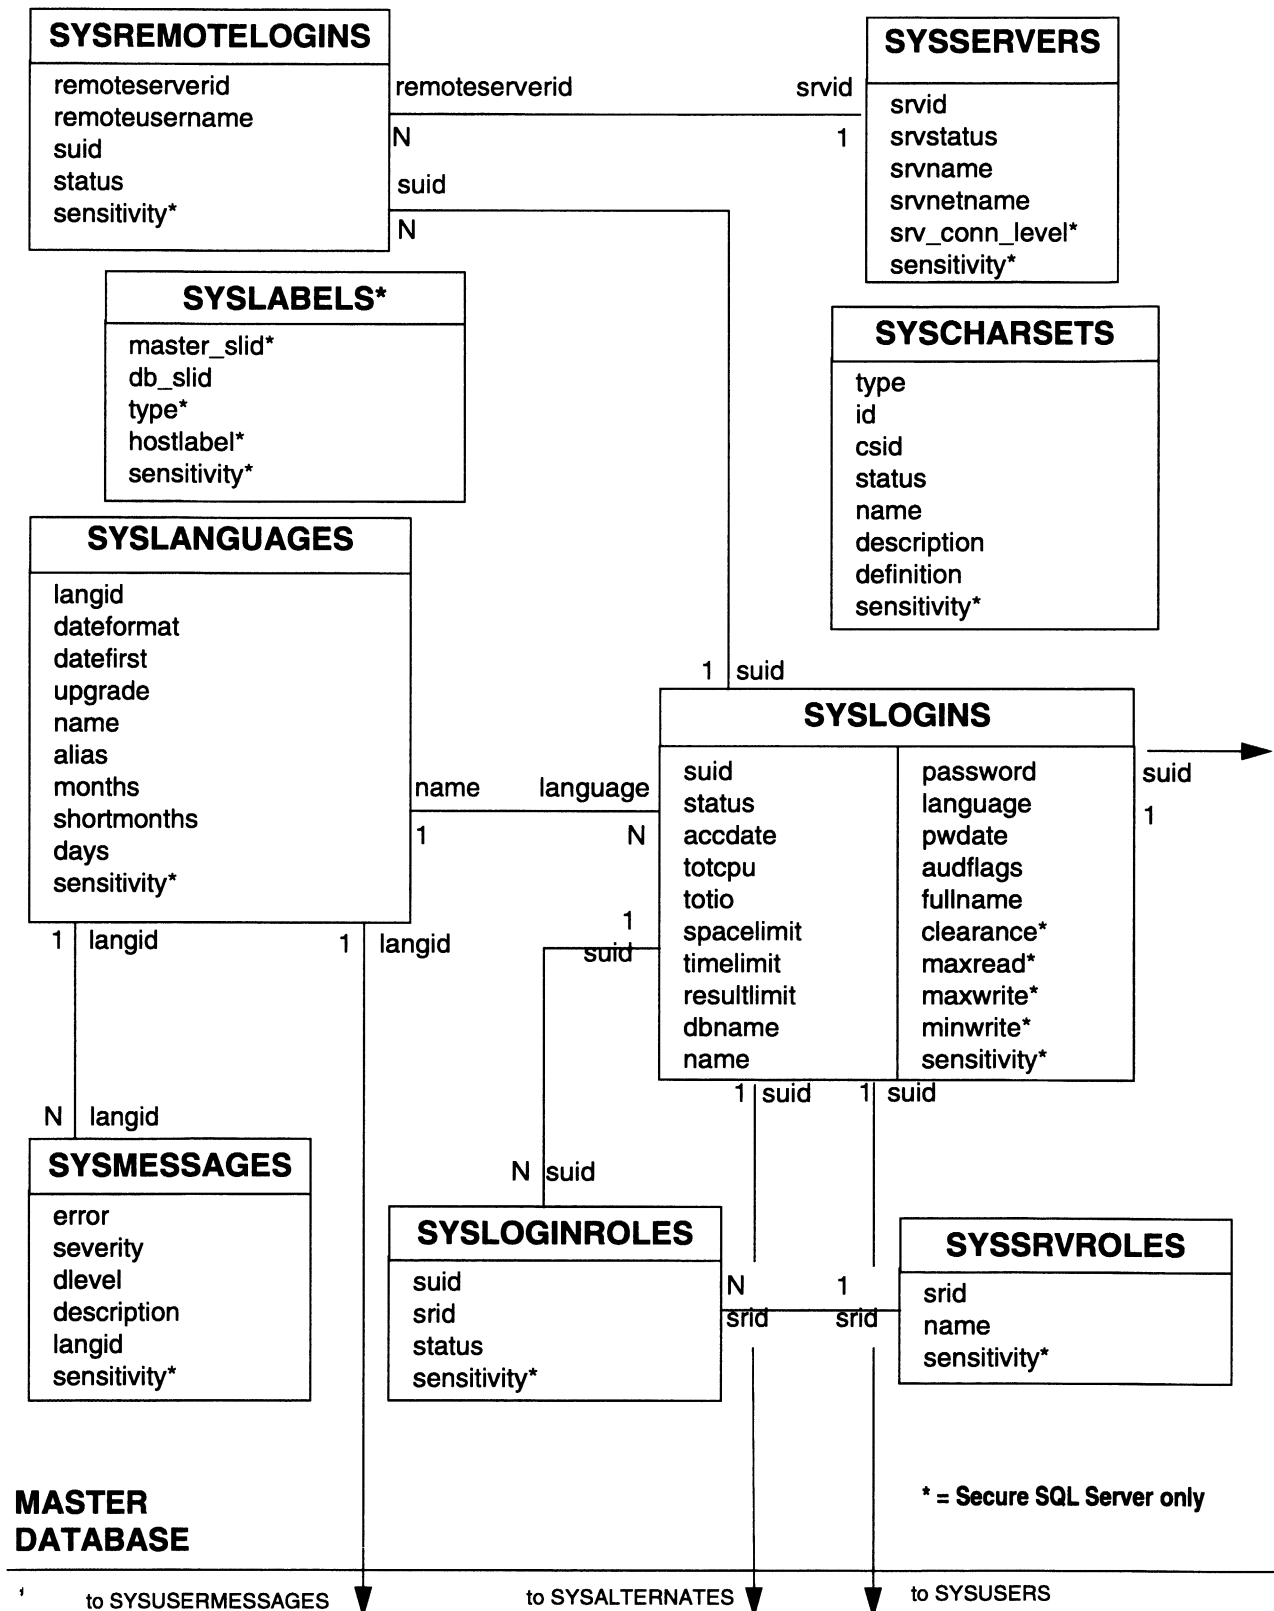 SYSREMOTELOGINS
remoteserverid
remoteusername
suid
status
sensitivity*
remoteserverid
srvid
N
1
suid
N
SYSSERVERS
srvid
srvstatus
srvname
srvnetname
srv_conn_level*
sensitivity*
SYSLABELS*
master_slid*
db_slid
type*
hostlabel*
sensitivity*
SYSCHARSETS
type
id
csid
status
name
description
definition
sensitivity*
SYSLANGUAGES
langid
dateformat
datefirst
upgrade
name
alias
months
shortmonths
days
sensitivity*
name
language
1
N
1 suid
SYSLOGINS
suid
status
accdate
totcpu
totio
spacelimit
timelimit
resultlimit
dbname
name
password
language
pwdate
audflags
fullname
clearance*
maxread*
maxwrite*
minwrite*
sensitivity*
suid
1
1
suid
1 langid
1 langid
1 suid
1 suid
N langid
N suid
SYSMESSAGES
error
severity
dlevel
description
langid
sensitivity*
SYSLOGINROLES
suid
srid
status
sensitivity*
N
1
srid
srid
SYSSRVROLES
srid
name
sensitivity*
MASTER
DATABASE
* = Secure SQL Server only
to SYSUSERMESSAGES
to SYSALTERNATES
to SYSUSERS